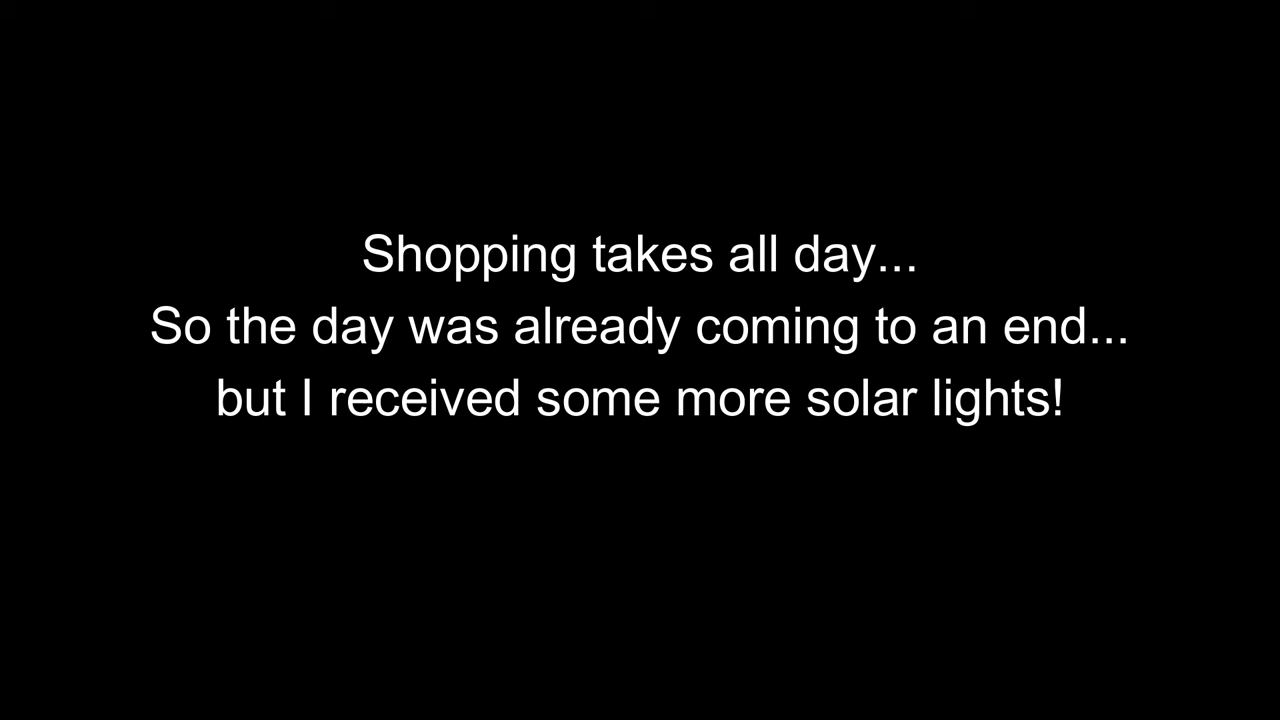 Shopping takes all day...
So the day was already coming to an end...
but I received some more solar lights!